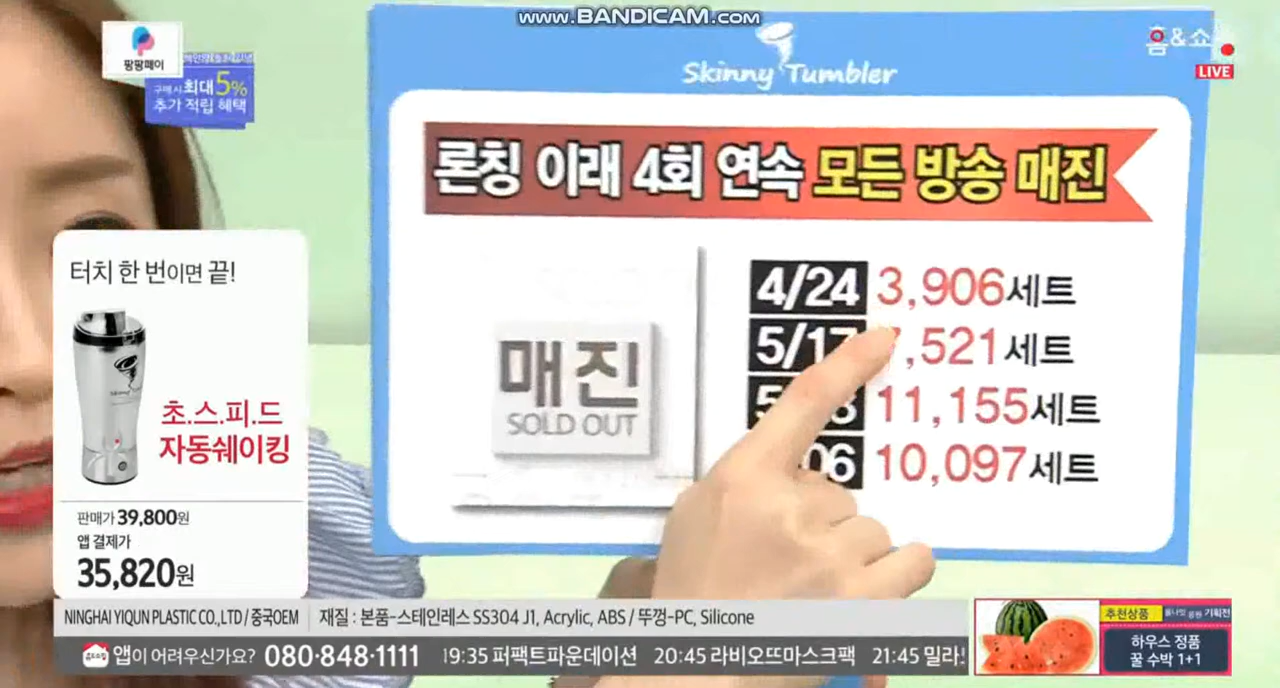 www.BANDICAM.com
팡팡페이
구매 시 최대 5%
추가 적립 혜택
홈&쇼
LIVE
Skinny Tumbler
론칭 이래 4회 연속 모든 방송 매진
매진
SOLD OUT
4/24 3,906세트
5/17 7,521세트
11,155세트
06 10,097세트
터치 한 번이면 끝!
Skinny
초.스.피.드
자동쉐이킹
판매가 39,800원
앱 결제가
35,820원
NINGHAI YIQUN PLASTIC CO., LTD / 중국OEM
재질 : 본품-스테인레스 SS304 J1, Acrylic, ABS / 뚜껑-PC, Silicone
앱이 어려우신가요? 080·848·1111 19:35 퍼팩트파운데이션 20:45 라비오뜨마스크팩 21:45 밀라
추천상품
기획전
하우스 정품
꿀 수박 1+1